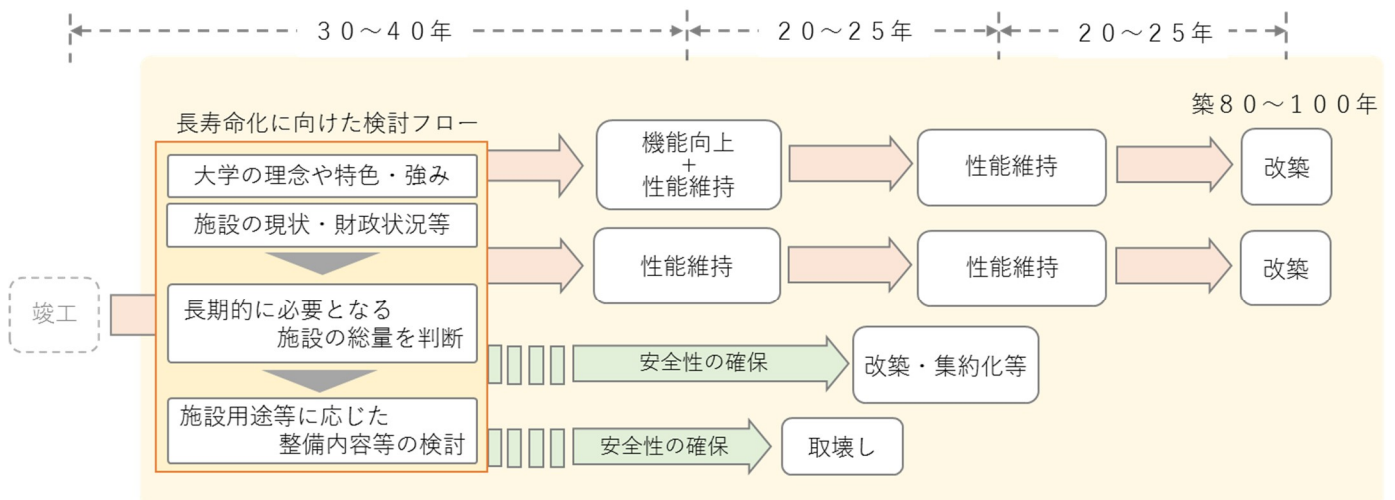 ３０～４０年
２０～２５年
２０～２５年
築８０～１００年
長寿命化に向けた検討フロー
大学の理念や特色・強み
施設の現状・財政状況等
長期的に必要となる
施設の総量を判断
施設用途等に応じた
整備内容等の検討
竣工
機能向上
+
性能維持
性能維持
改築
性能維持
性能維持
改築
安全性の確保
改築・集約化等
安全性の確保
取壊し